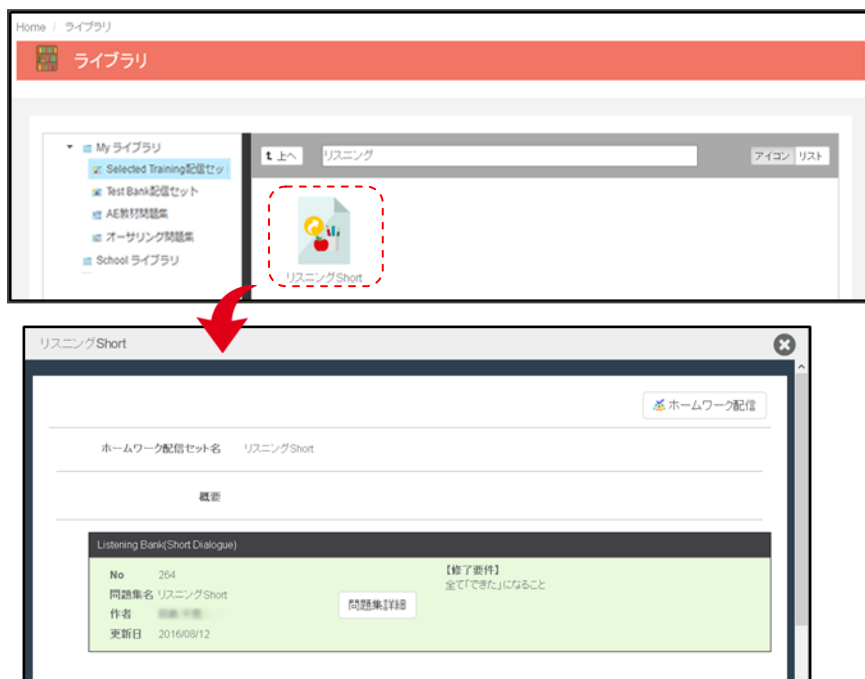 Home / ライブラリ
ライブラリ
My ライブラリ
Selected Training配信セッ
Test Bank配信セット
AE教材問題集
オーサリング問題集
School ライブラリ
上へ
リスニング
アイコン リスト
リスニングShort
リスニングShort
ホームワーク配信
ホームワーク配信セット名 リスニングShort
概要
Listening Bank(Short Dialogue)
No 264
問題集名 リスニングShort
作者
更新日 2016/08/12
問題集詳細
【修了要件】
全て「できた」になること